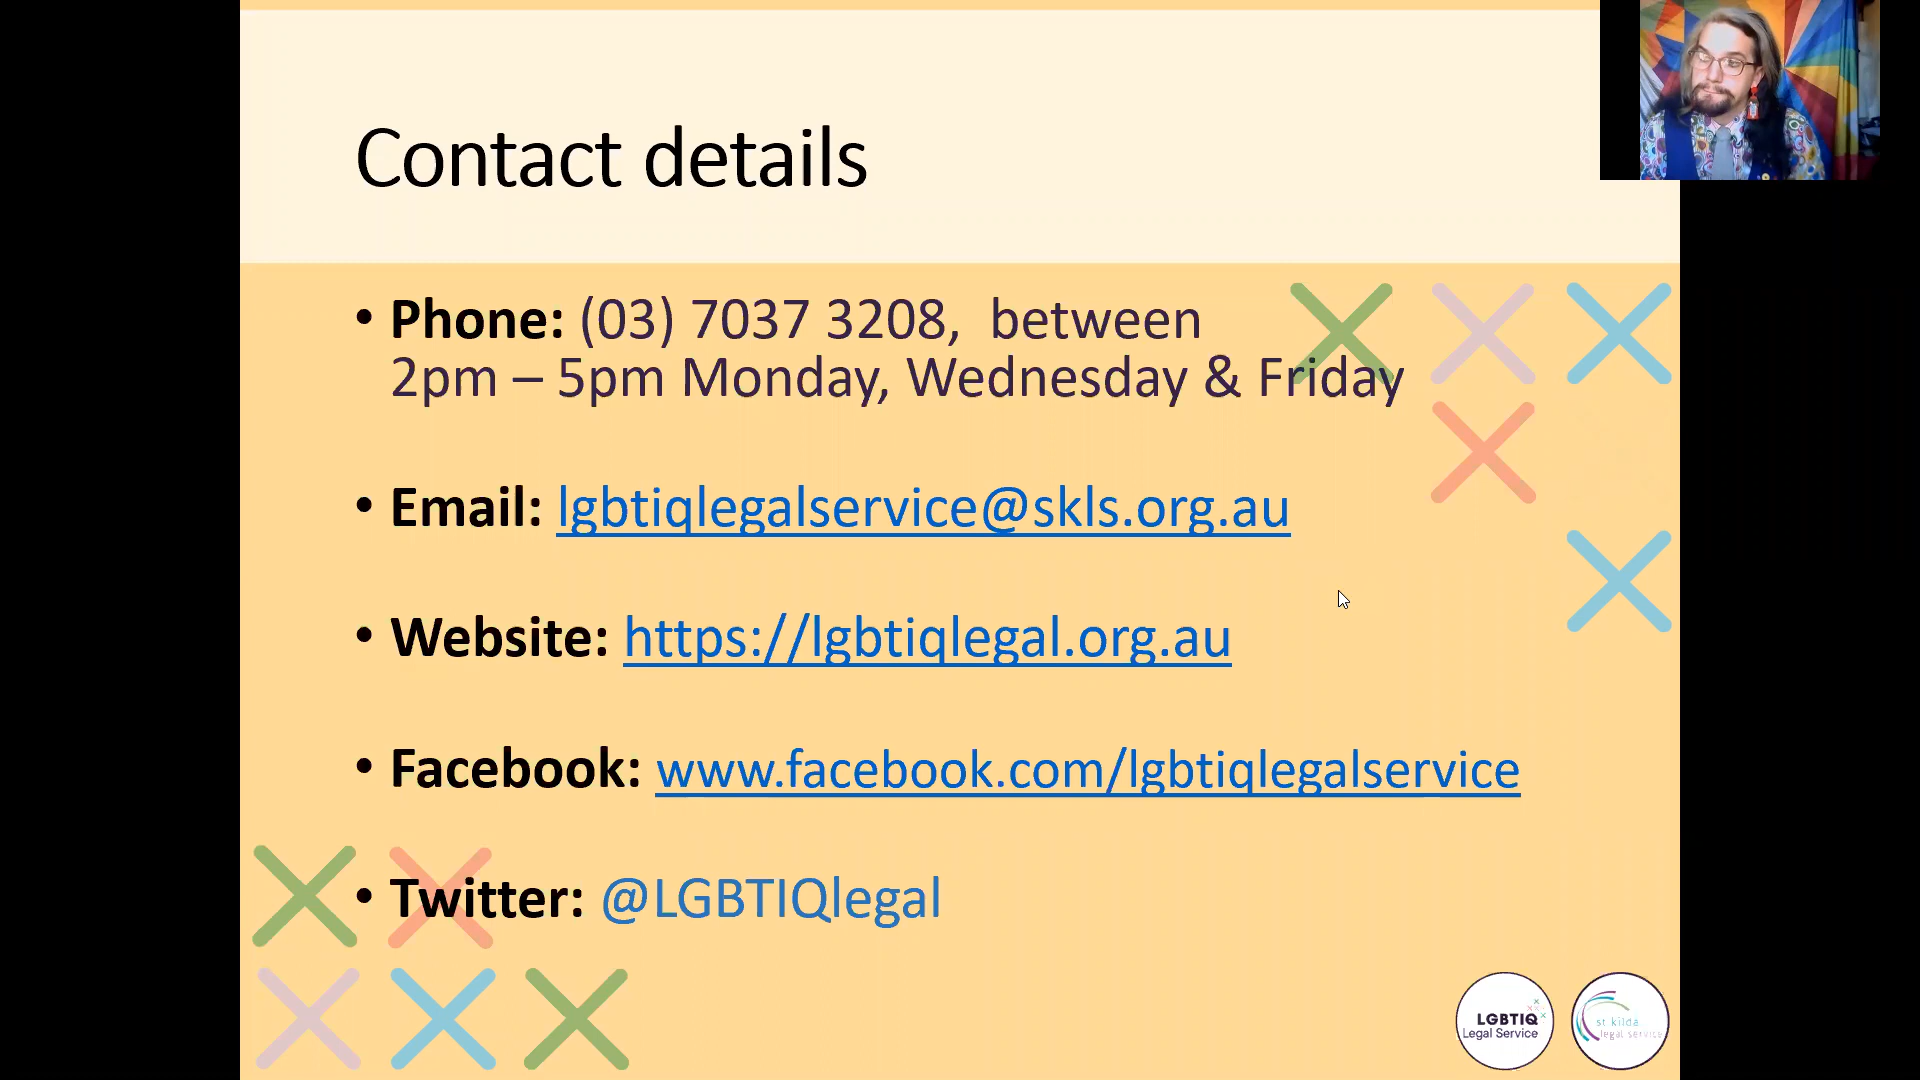 Contact details
• Phone: (03) 7037 3208, between
2pm – 5pm Monday, Wednesday & Friday
• Email: lgbtiqlegalservice@skls.org.au
• Website: https://lgbtiqlegal.org.au
• Facebook: www.facebook.com/lgbtiqlegalservice
• Twitter: @LGBTIQlegal
LGBTIQ
Legal Service
st kilda
legal service